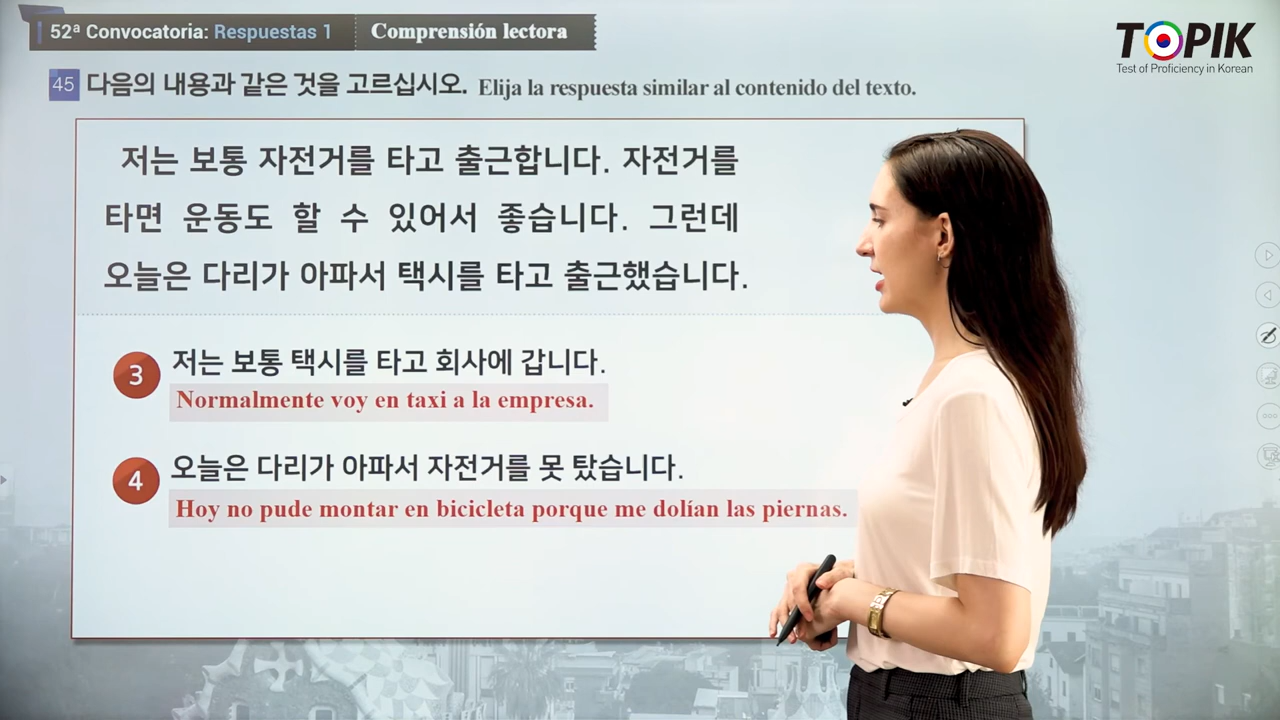 52ª Convocatoria: Respuestas 1 Comprensión lectora
TOPIK
Test of Proficiency in Korean
45 다음의 내용과 같은 것을 고르십시오. Elija la respuesta similar al contenido del texto.
저는 보통 자전거를 타고 출근합니다. 자전거를
타면 운동도 할 수 있어서 좋습니다. 그런데
오늘은 다리가 아파서 택시를 타고 출근했습니다.
3 저는 보통 택시를 타고 회사에 갑니다.
Normalmente voy en taxi a la empresa.
4 오늘은 다리가 아파서 자전거를 못 탔습니다.
Hoy no pude montar en bicicleta porque me dolían las piernas.